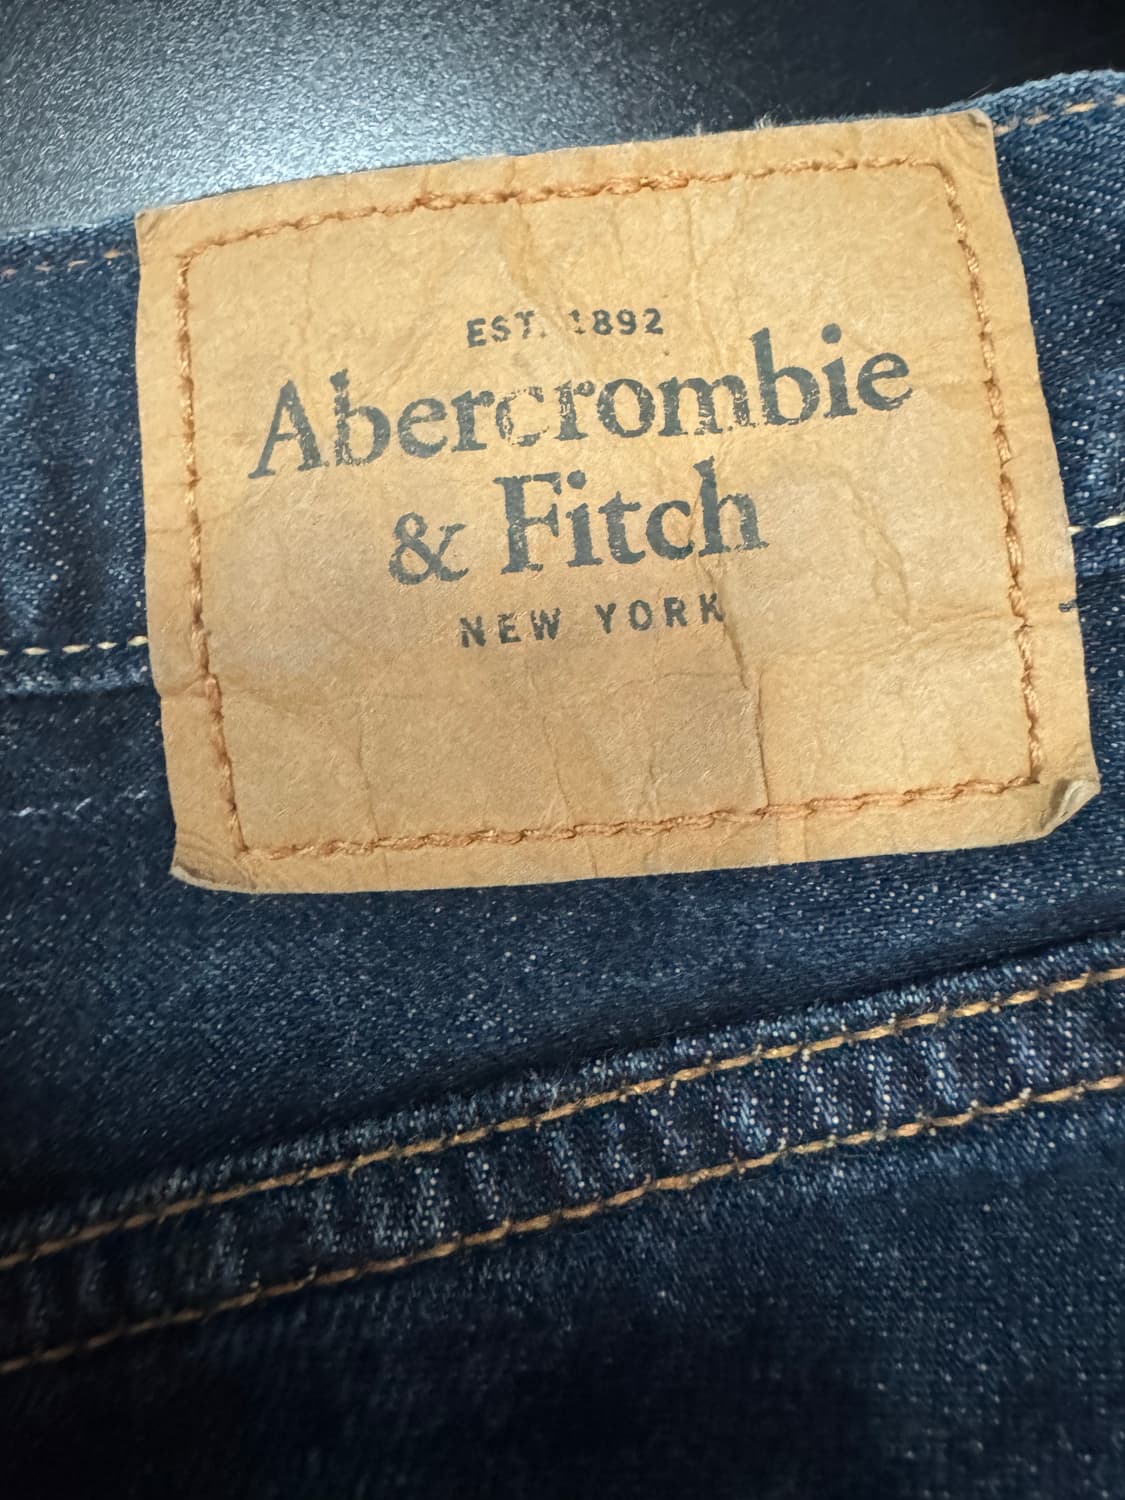 EST. 1892
Abercrombie
& Fitch
NEW YORK